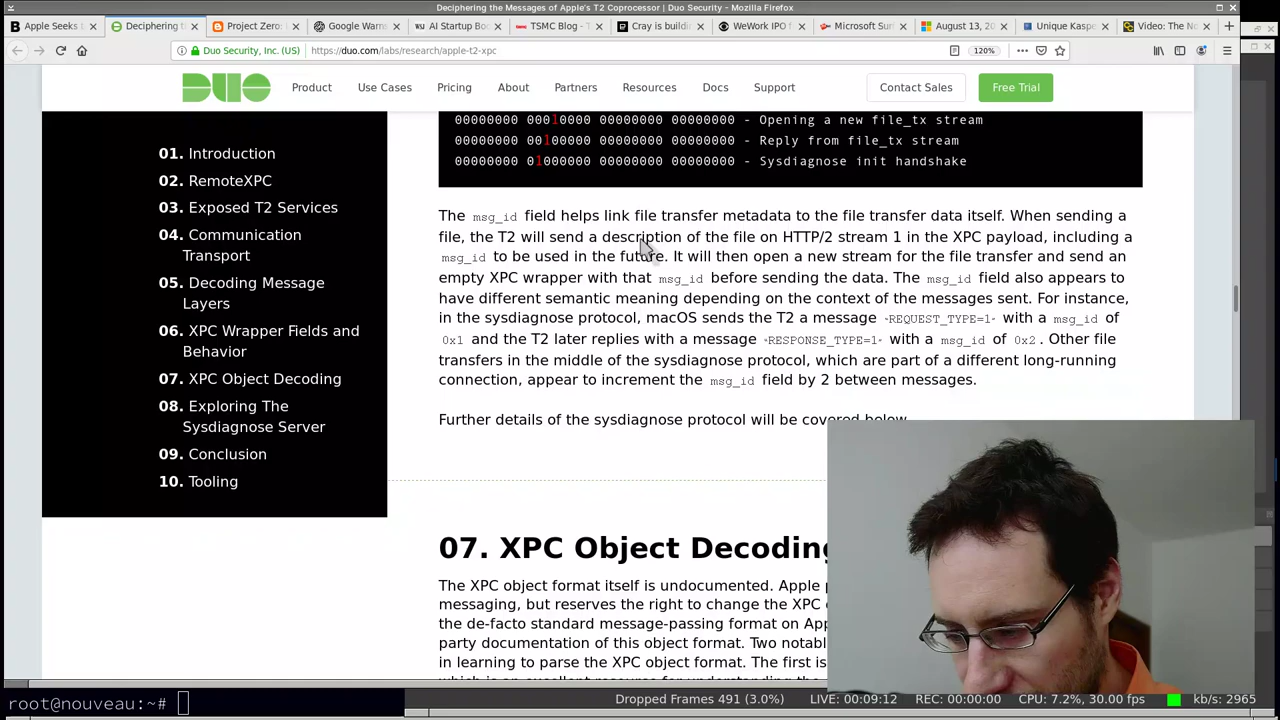 Deciphering the Messages of Apple's T2 Coprocessor | Duo Security - Mozilla Firefox
Apple Seeks
Deciphering t
Project Zero:
Google Warn
AI Startup Bo
TSMC Blog - T
Cray is buildin
WeWork IPO
Microsoft Sum
August 13, 20
Unique Kaspe
Video: The No
Duo Security, Inc. (US)
https://duo.com/labs/research/apple-t2-xpc
120%
DUO
Product
Use Cases
Pricing
About
Partners
Resources
Docs
Support
Contact Sales
Free Trial
01. Introduction
02. RemoteXPC
03. Exposed T2 Services
04. Communication
Transport
05. Decoding Message
Layers
06. XPC Wrapper Fields and
Behavior
07. XPC Object Decoding
08. Exploring The
Sysdiagnose Server
09. Conclusion
10. Tooling
00000000 00010000 00000000 00000000 - Opening a new file_tx stream
00000000 00100000 00000000 00000000 - Reply from file_tx stream
00000000 01000000 00000000 00000000 - Sysdiagnose init handshake
The msg_id field helps link file transfer metadata to the file transfer data itself. When sending a
file, the T2 will send a description of the file on HTTP/2 stream 1 in the XPC payload, including a
msg_id to be used in the future. It will then open a new stream for the file transfer and send an
empty XPC wrapper with that msg_id before sending the data. The msg_id field also appears to
have different semantic meaning depending on the context of the messages sent. For instance,
in the sysdiagnose protocol, macOS sends the T2 a message <REQUEST_TYPE=1> with a msg_id of
0x1 and the T2 later replies with a message <RESPONSE_TYPE=1> with a msg_id of 0x2. Other file
transfers in the middle of the sysdiagnose protocol, which are part of a different long-running
connection, appear to increment the msg_id field by 2 between messages.
Further details of the sysdiagnose protocol will be covered below.
07. XPC Object Decoding
The XPC object format itself is undocumented. Apple
messaging, but reserves the right to change the XPC
the de-facto standard message-passing format on
party documentation of this object format. Two
in learning to parse the XPC object format. The first is
root@nouveau:~#
Dropped Frames 491 (3.0%)
LIVE: 00:09:12
REC: 00:00:00
CPU: 7.2%, 30.00 fps
kb/s: 2965